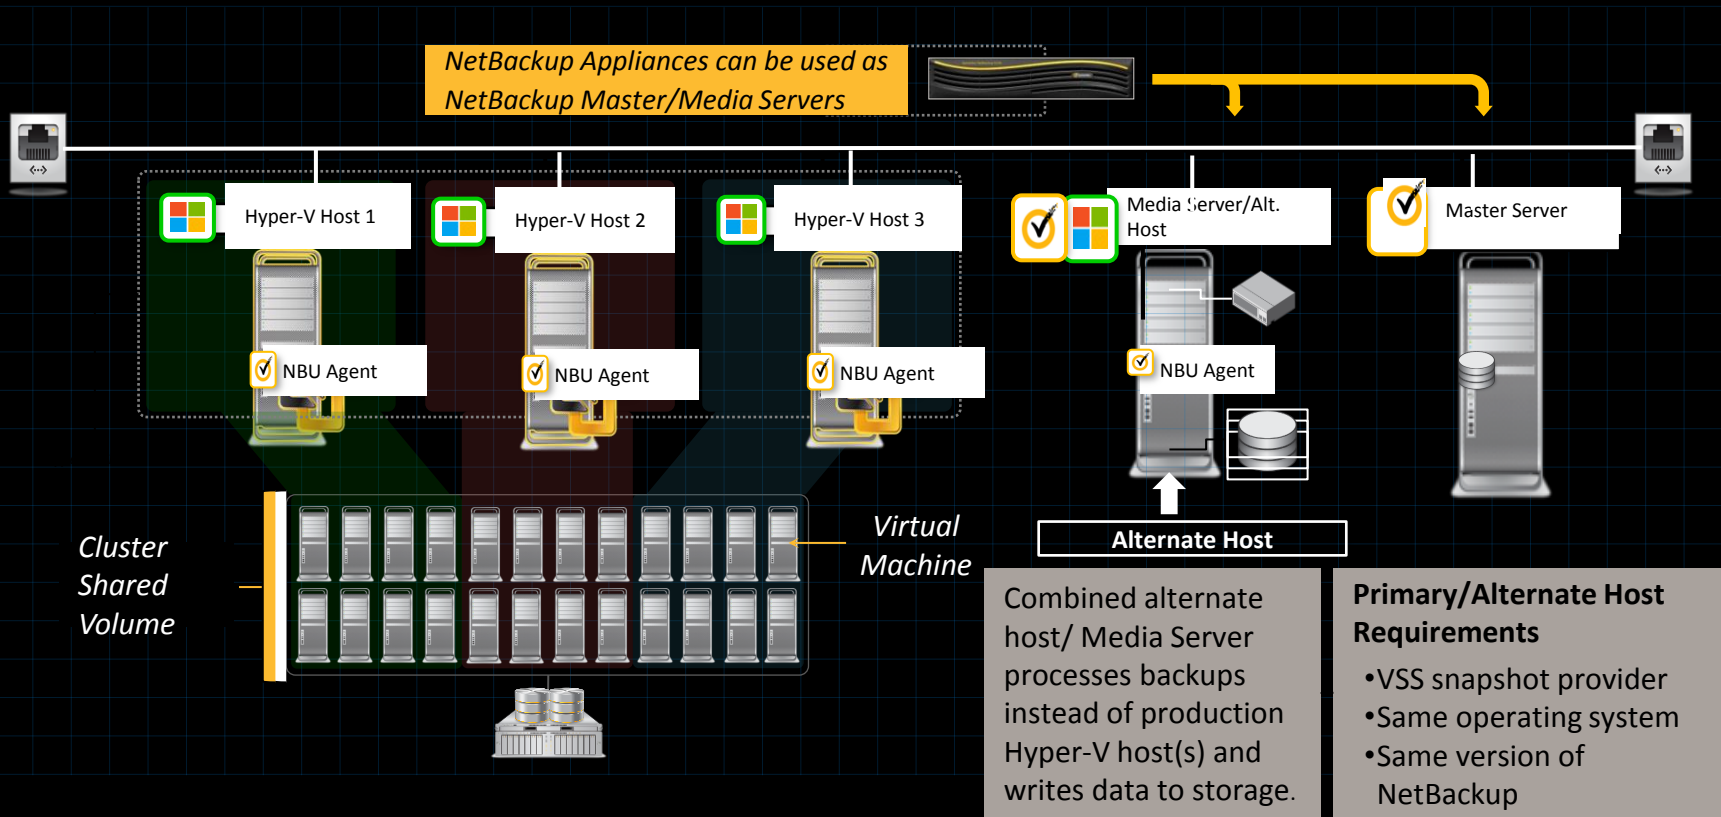 NetBackup Appliances can be used as
NetBackup Master/Media Servers
Hyper-V Host 1
Hyper-V Host 2
Hyper-V Host 3
Media Server/Alt.
Host
Master Server
NBU Agent
NBU Agent
NBU Agent
NBU Agent
Cluster
Shared
Volume
Virtual
Machine
Alternate Host
Combined alternate
host/ Media Server
processes backups
instead of production
Hyper-V host(s) and
writes data to storage.
Primary/Alternate Host
Requirements
•VSS snapshot provider
•Same operating system
•Same version of
NetBackup